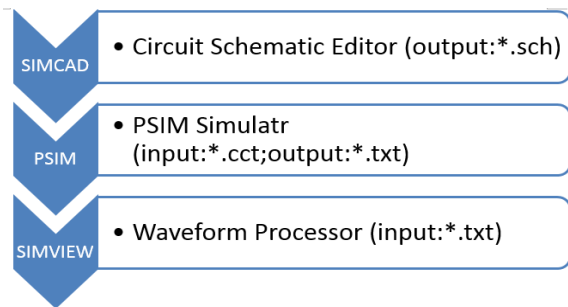 SIMCAD
• Circuit Schematic Editor (output:*.sch)
PSIM
• PSIM Simulatr
(input:*.cct;output:*.txt)
SIMVIEW
• Waveform Processor (input:*.txt)